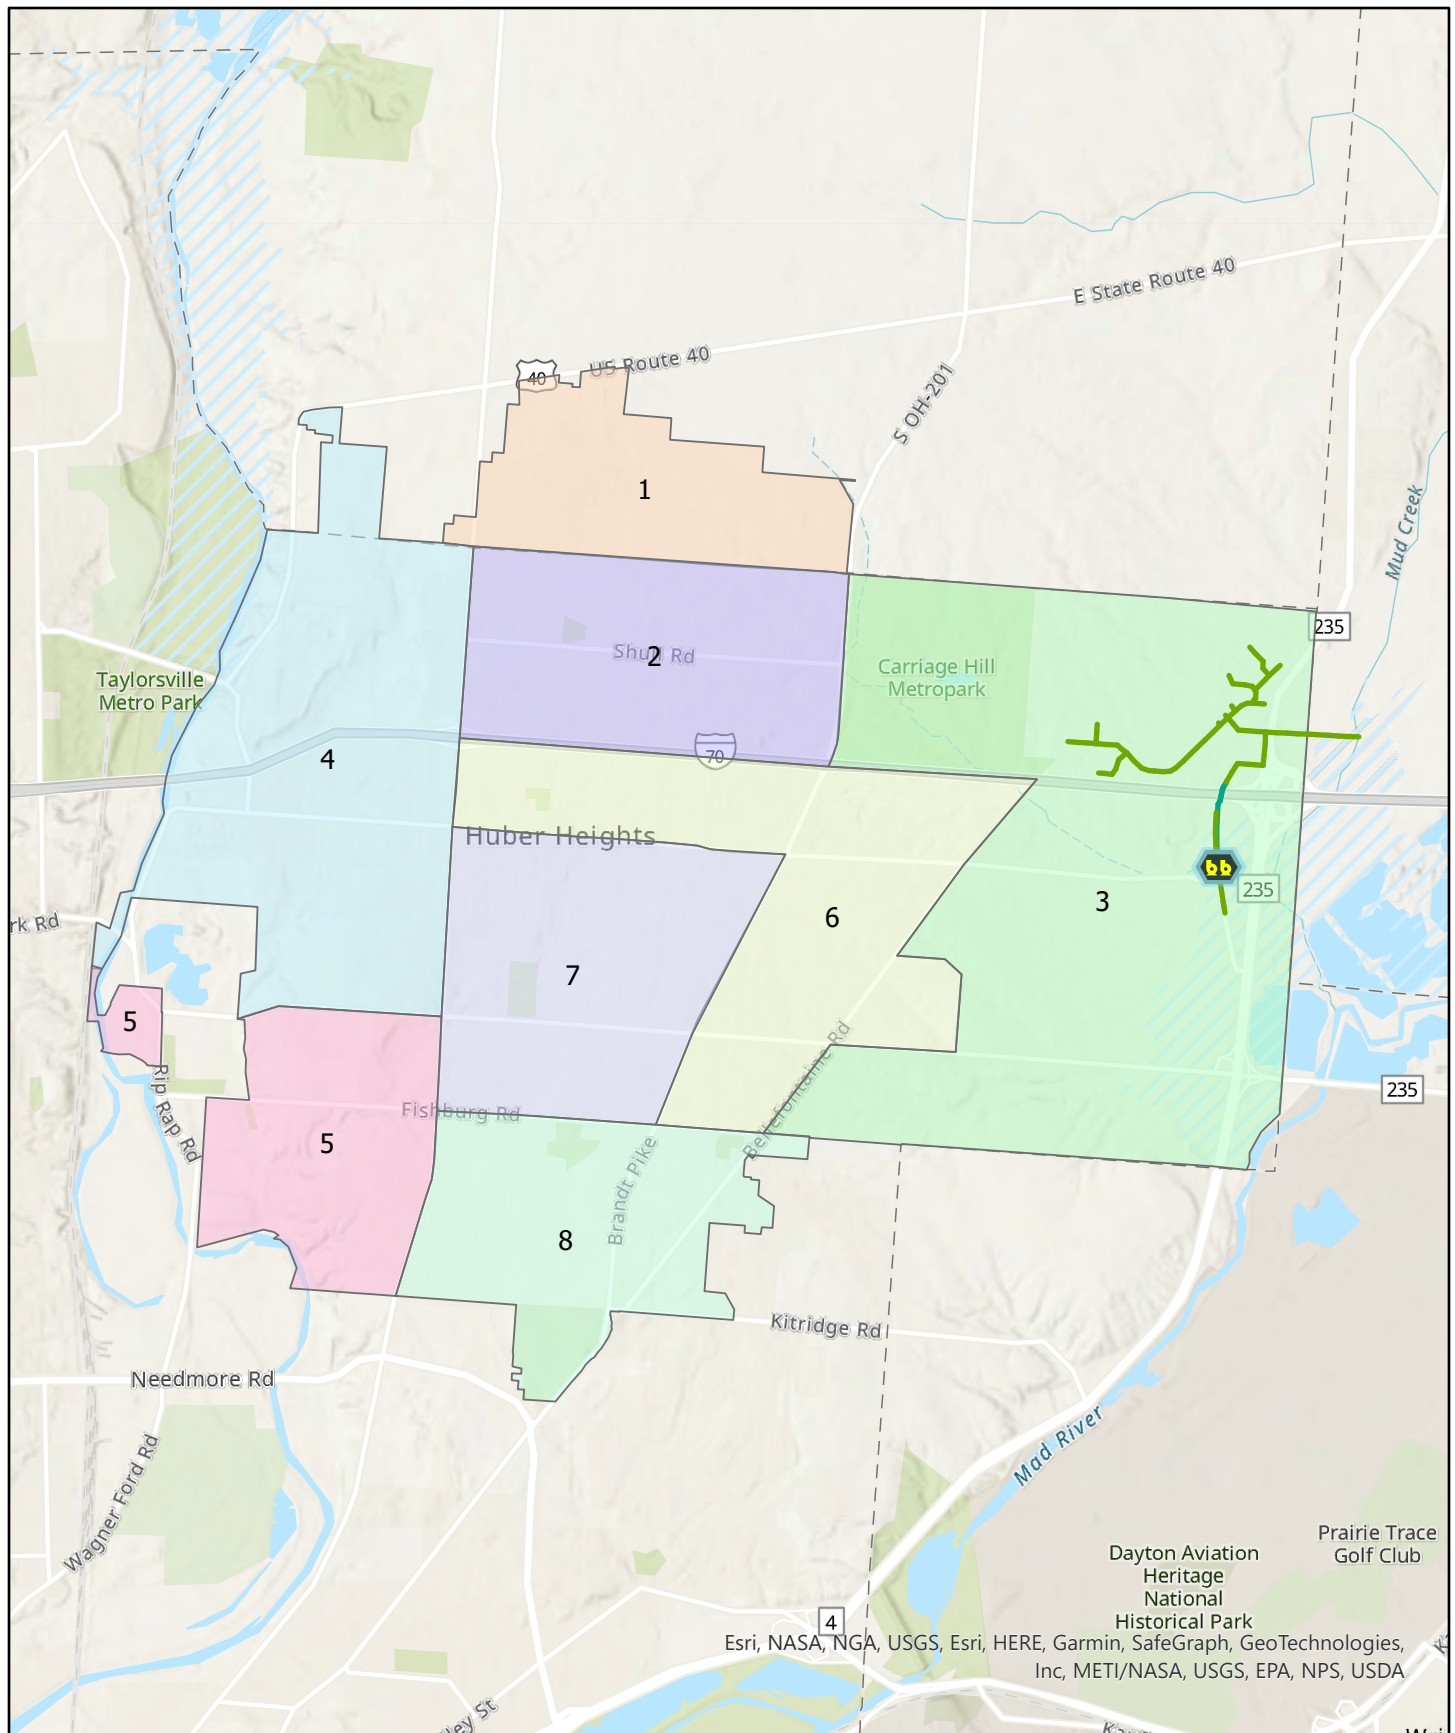 E State Route 40
US Route 40
40
S OH-201
1
Mud Creek
235
Shull Rd
2
Carriage Hill
Metropark
Taylorsville
Metro Park
70
4
Huber Heights
235
3
6
rk Rd
7
5
Bellefontaine Rd
235
Rip Rap Rd
Fishburg Rd
5
Brandt Pike
8
Kitridge Rd
Needmore Rd
Mad River
Wagner Ford Rd
Prairie Trace
Golf Club
Dayton Aviation
Heritage
National
Historical Park
4
Esri, NASA, NGA, USGS, Esri, HERE, Garmin, SafeGraph, GeoTechnologies,
Inc, METI/NASA, USGS, EPA, NPS, USDA
ley St